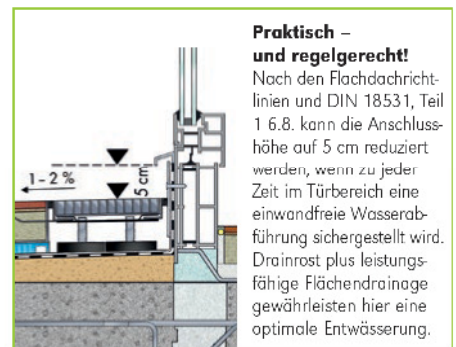 Praktisch –
und regelgerecht!
Nach den Flachdachricht-
linien und DIN 18531, Teil
1 6.8. kann die Anschluss-
höhe auf 5 cm reduziert
werden, wenn zu jeder
Zeit im Türbereich eine
einwandfreie Wasserab-
führung sichergestellt wird.
Drainrost plus leistungs-
fähige Flächendrainage
gewährleisten hier eine
optimale Entwässerung.
1–2 %
5 cm